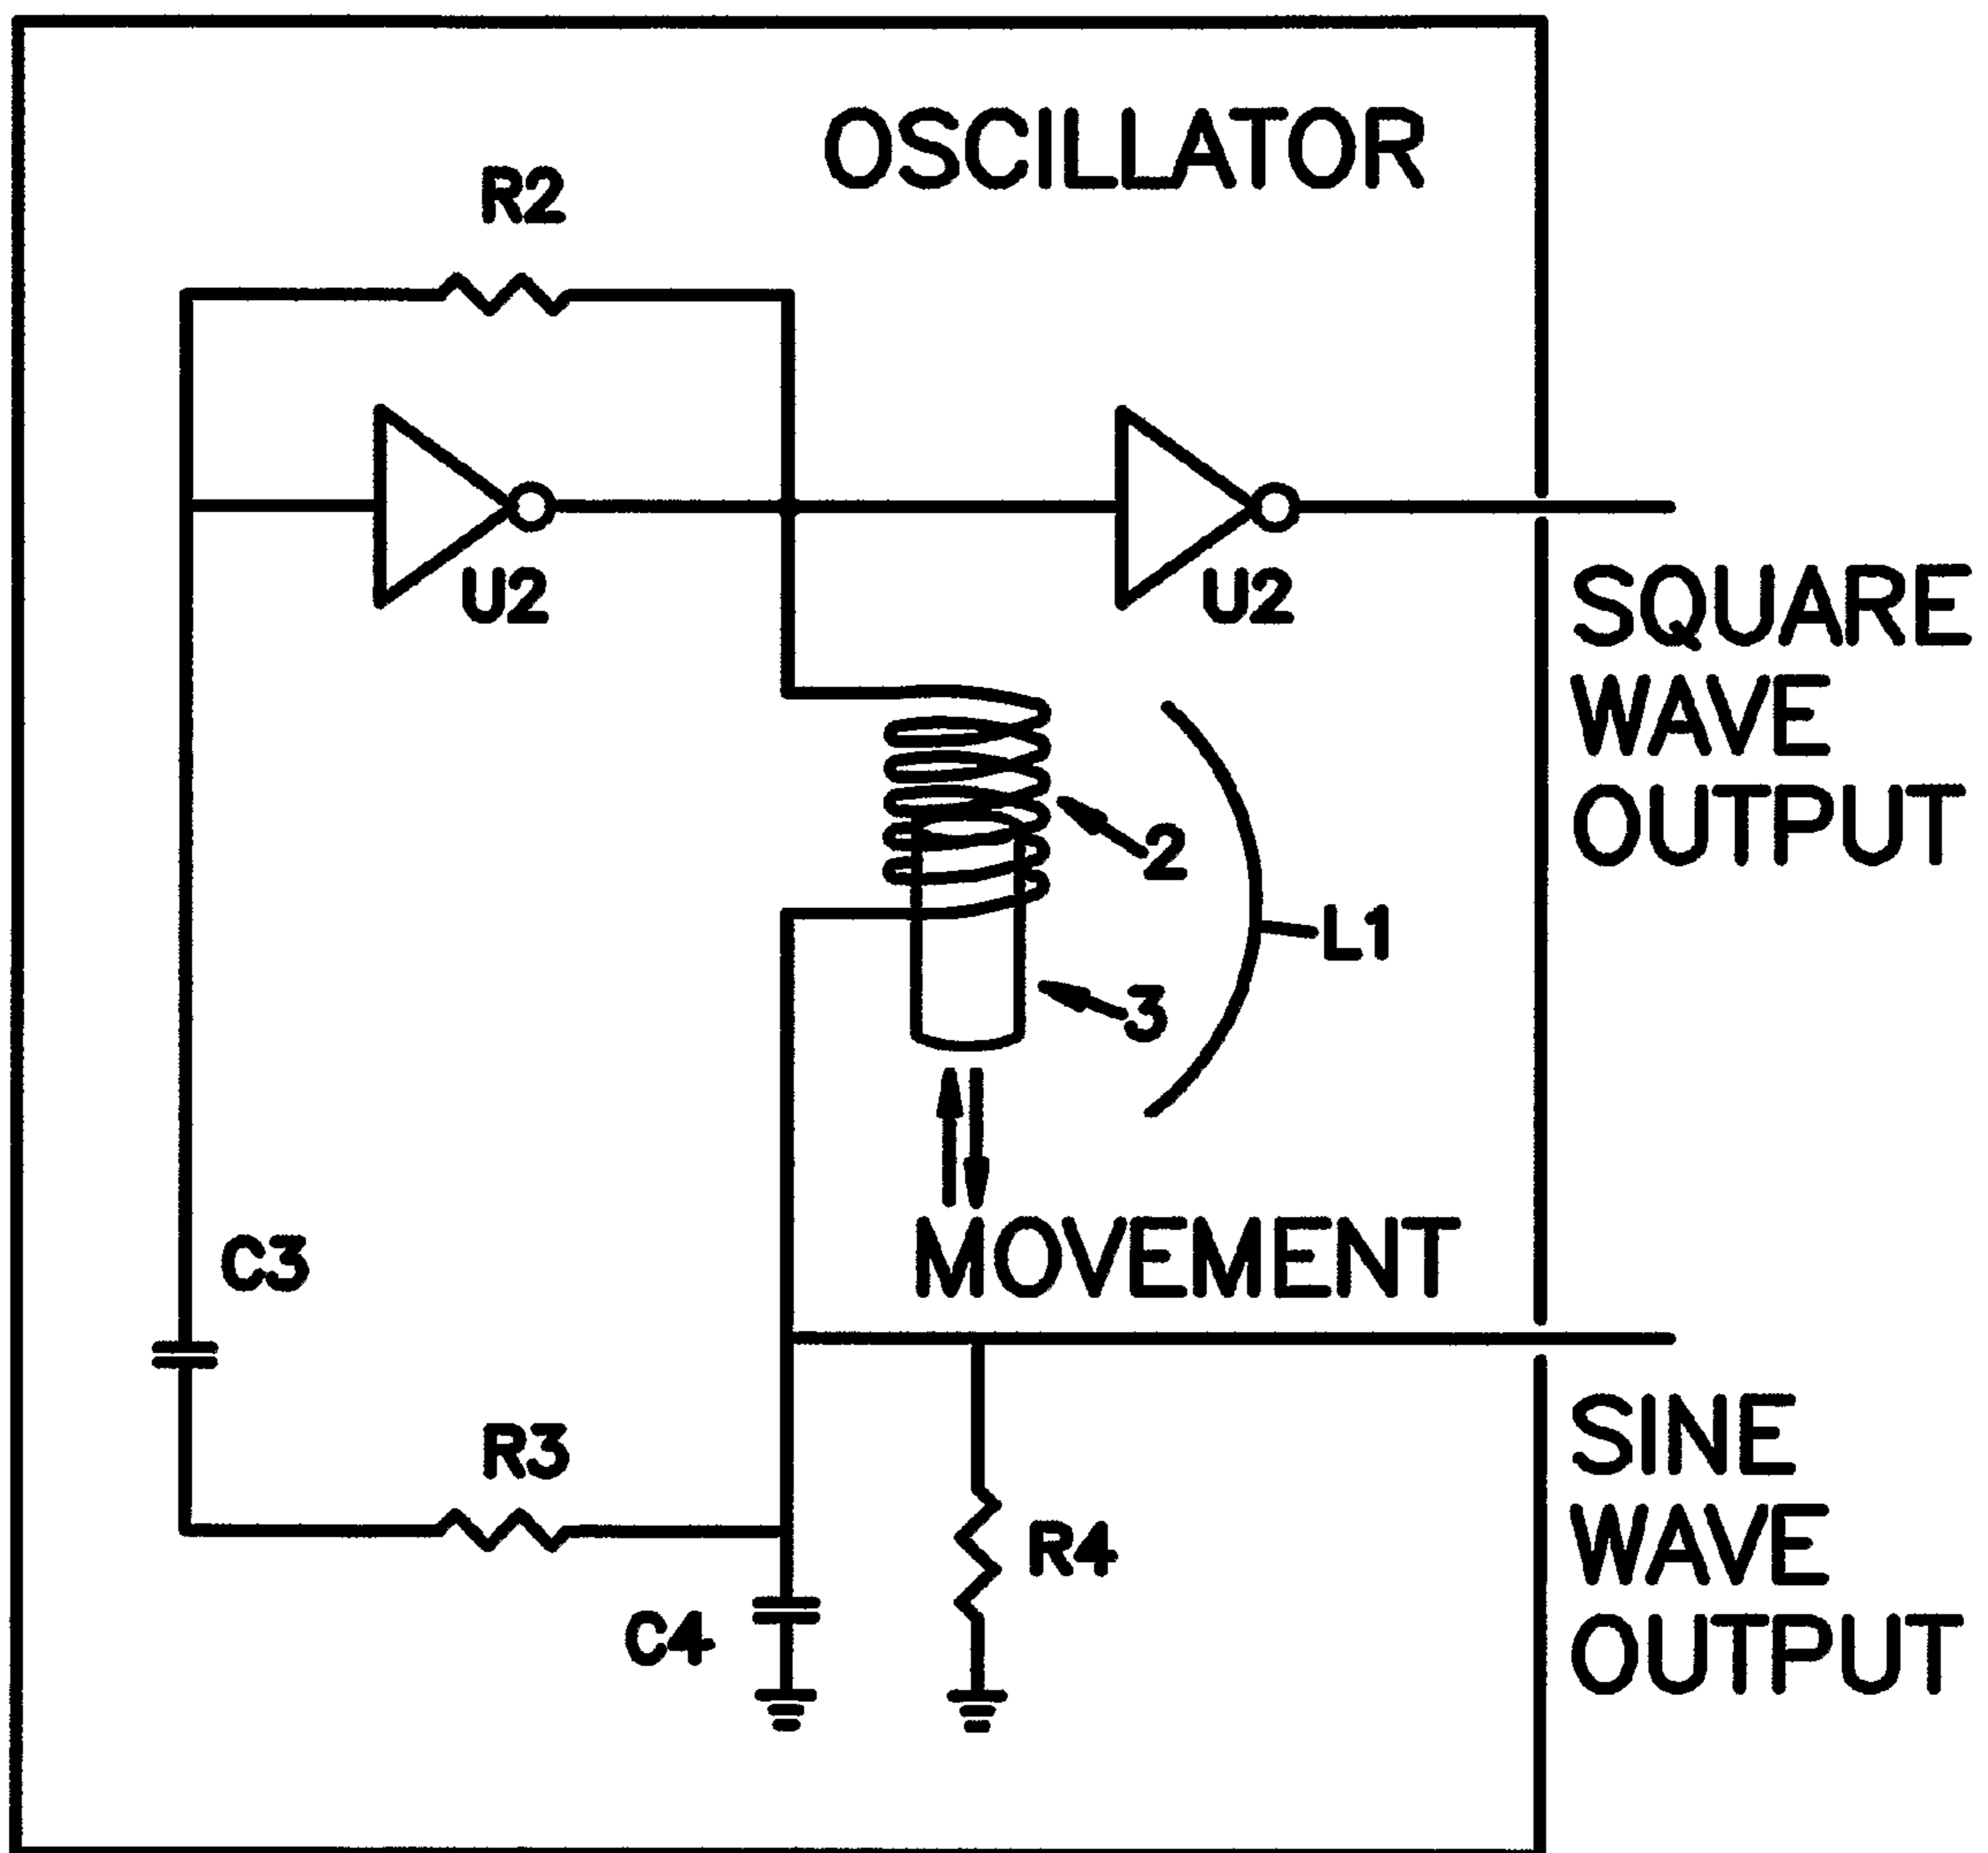 OSCILLATOR
R2
U2
U2
SQUARE
WAVE
OUTPUT
2
L1
3
MOVEMENT
C3
R3
R4
C4
SINE
WAVE
OUTPUT